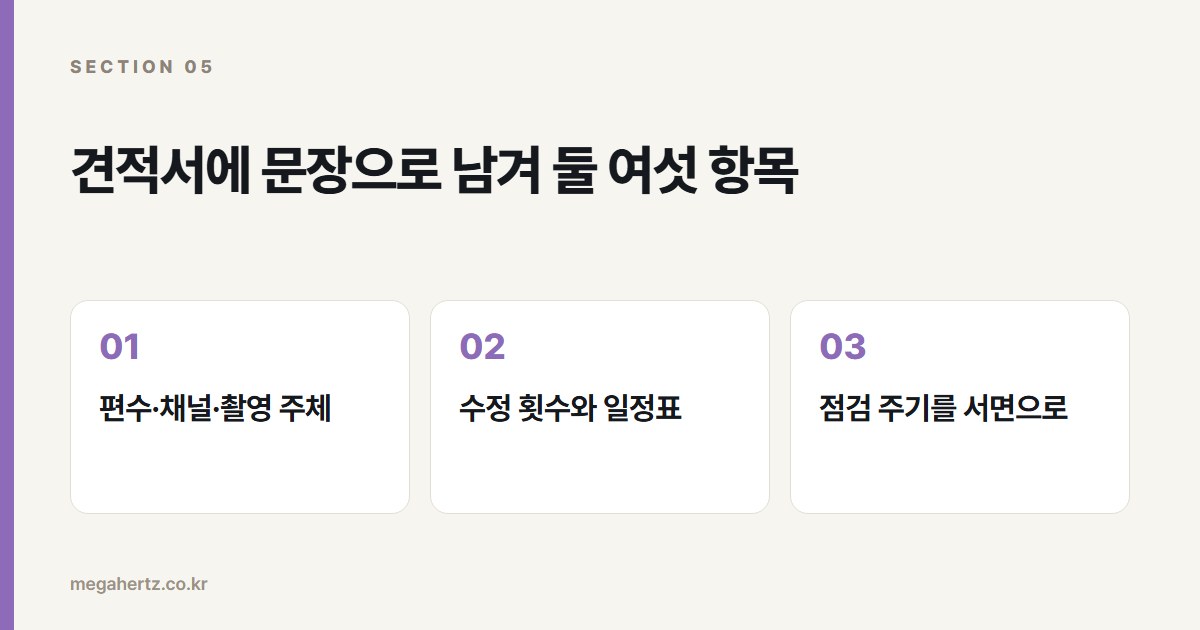 SECTION 05
견적서에 문장으로 남겨 둘 여섯 항목
01
편수·채널·촬영 주체
02
수정 횟수와 일정표
03
점검 주기를 서면으로
megahertz.co.kr